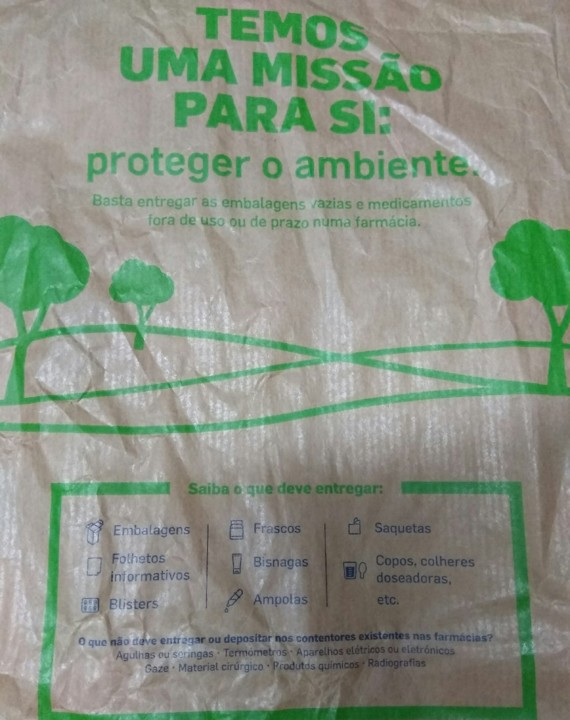 TEMOS
UMA MISSÃO
PARA SI:
proteger o ambiente.
Basta entregar as embalagens vazias e medicamentos
fora de uso ou de prazo numa farmácia.
Saiba o que deve entregar:
Embalagens
Folhetos
informativos
Blisters
Frascos
Bisnagas
Ampolas
Saquetas
Copos, colheres
doseadoras,
etc.
O que não deve entregar ou depositar nos contentores existentes nas farmácias?
Agulhas ou seringas · Termómetros · Aparelhos elétricos ou eletrónicos
Gaze · Material cirúrgico · Produtos químicos · Radiografias